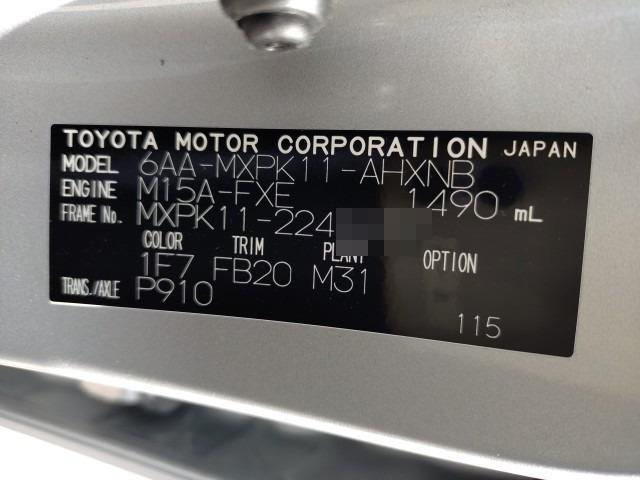 TOYOTA MOTOR CORPORATION JAPAN
MODEL 6AA-MXPK11-AHXNB
ENGINE M15A-FXE 1490 mL
FRAME No. MXPK11-224
COLOR TRIM PLANT OPTION
1F7 FB20 M31
TRANS./AXLE P910
115